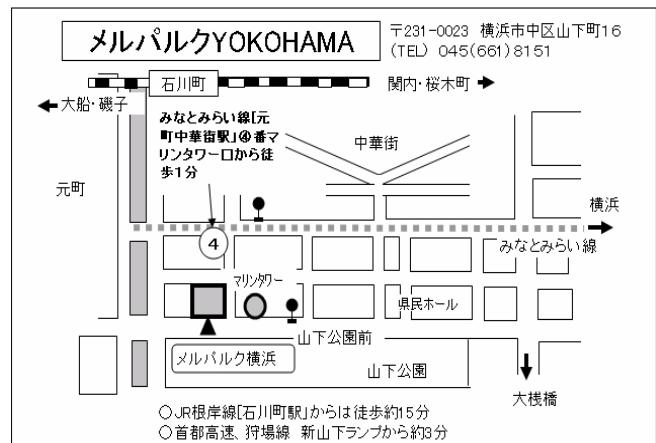 メルパルクYOKOHAMA
〒231-0023 横浜市中区山下町16
(TEL) 045(661)8151
石川町
関内・桜木町
大船・磯子
みなとみらい線[元
町中華街駅]④番マ
リンタワー口から徒
歩1分
中華街
元町
横浜
4
みなとみらい線
マリンタワー
県民ホール
山下公園前
メルパルク横浜
山下公園
大桟橋
○JR根岸線[石川町駅]からは徒歩約15分
○首都高速、狩場線 新山下ランプから約3分